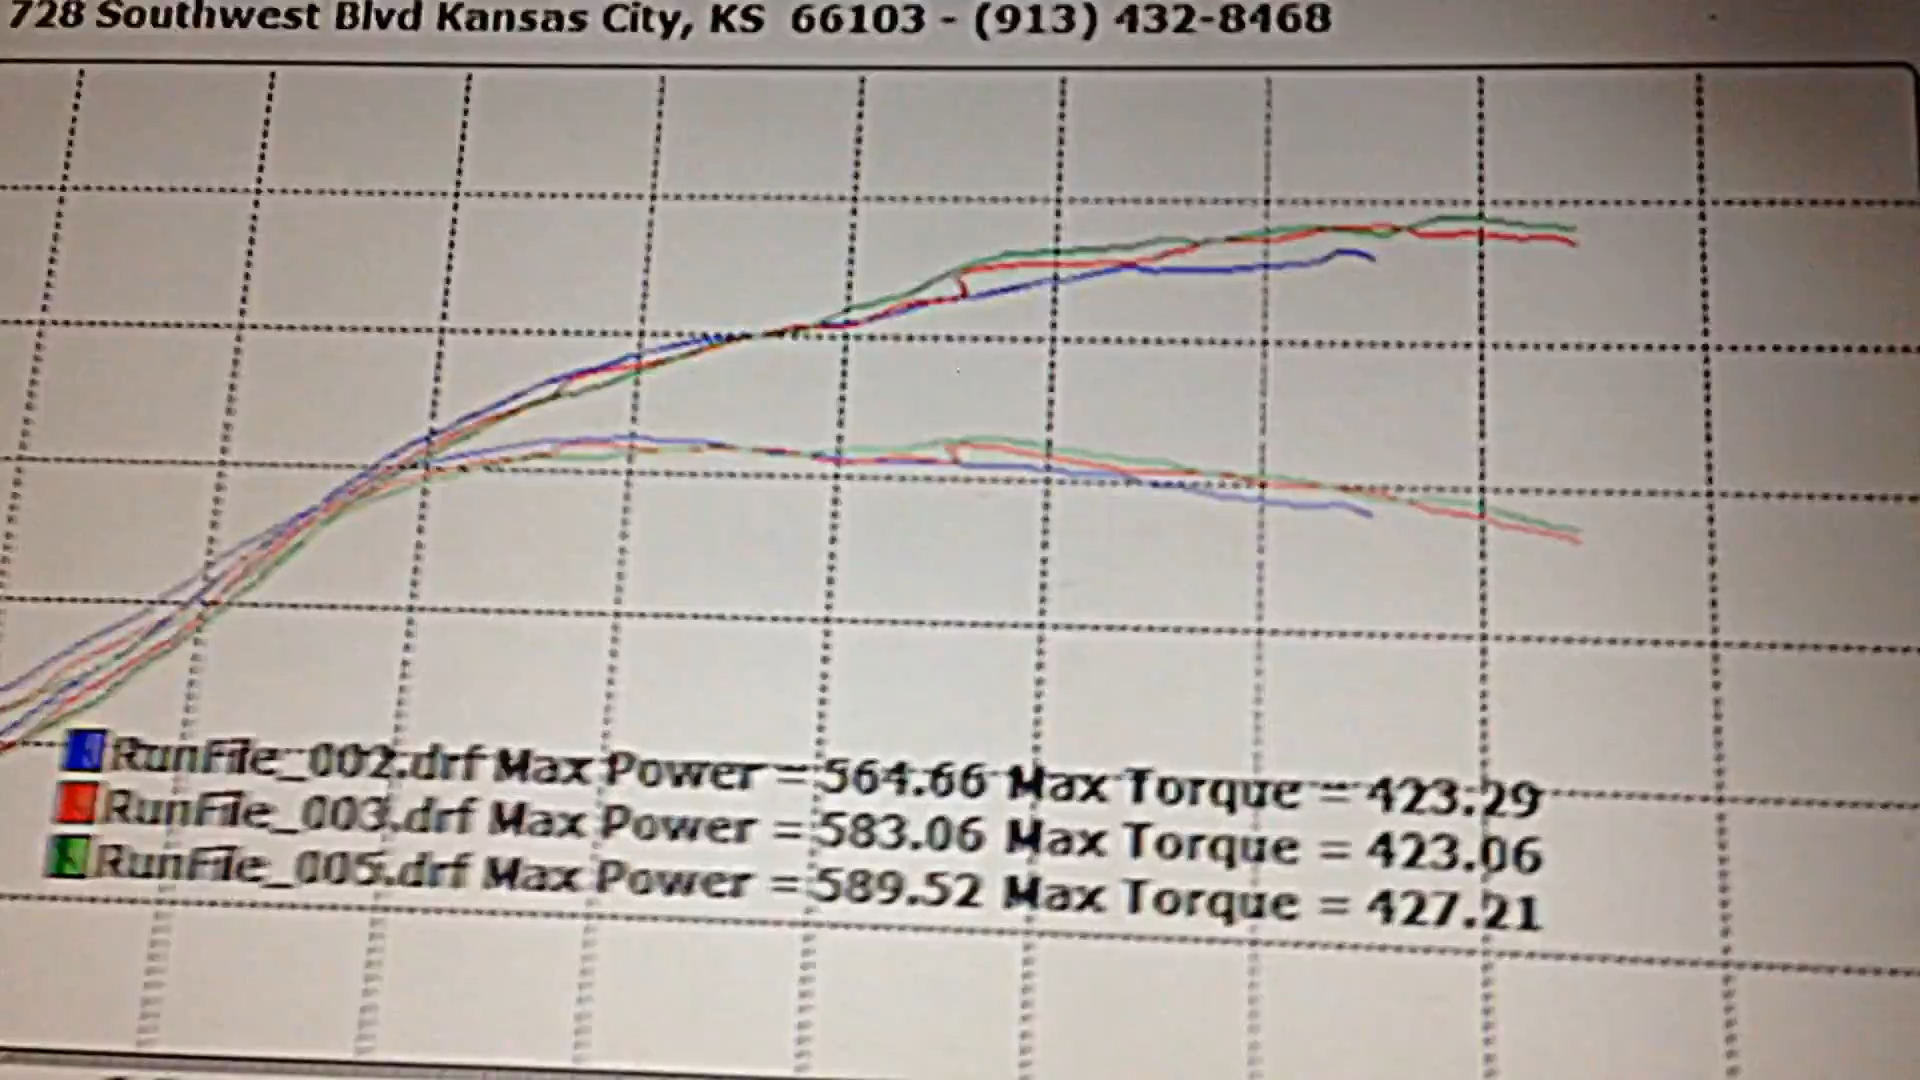 728 Southwest Blvd Kansas City, KS 66103 - (913) 432-8468
RunFile_002.drf Max Power = 564.66 Max Torque = 423.29
RunFile_003.drf Max Power = 583.06 Max Torque = 423.06
RunFile_005.drf Max Power = 589.52 Max Torque = 427.21